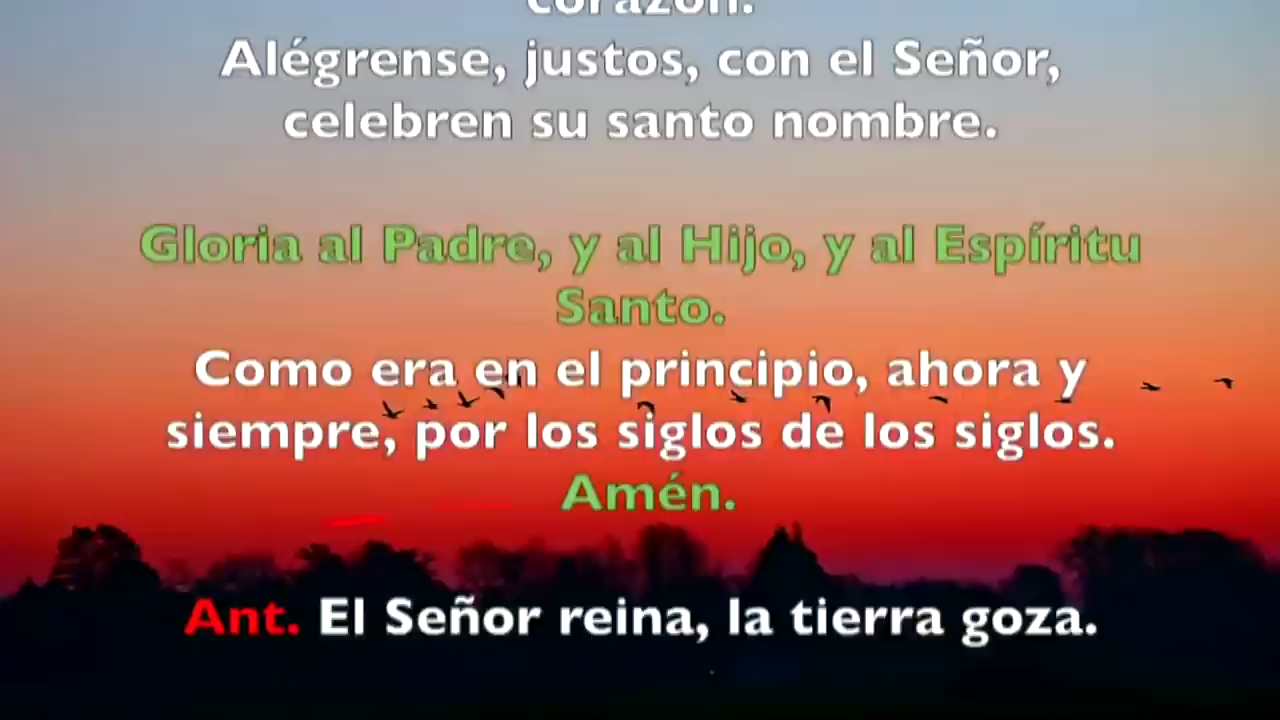 corazón.
Alégrense, justos, con el Señor,
celebren su santo nombre.
Gloria al Padre, y al Hijo, y al Espíritu
Santo.
Como era en el principio, ahora y
siempre, por los siglos de los siglos.
Amén.
Ant. El Señor reina, la tierra goza.